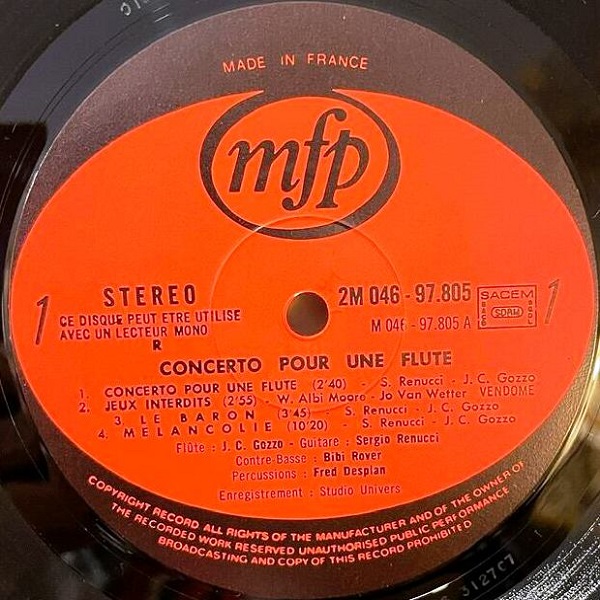 MADE IN FRANCE
mfp
1
STEREO
2M 046 - 97.805
1
CE DISQUE PEUT ETRE UTILISE
AVEC UN LECTEUR MONO
M 046 - 97.805 A
SACEM
SDRM
R
CONCERTO POUR UNE FLUTE
1. CONCERTO POUR UNE FLUTE (2'40) - S. Renucci - J. C. Gozzo
2. JEUX INTERDITS (2'55) - W. Albi Moore - Jo Van Wetter VENDOME
3. LE BARON (3'45) - S. Renucci - J. C. Gozzo
4. MELANCOLIE (10'20) - S. Renucci - J. C. Gozzo
Flûte : J. C. Gozzo - Guitare : Sergio Renucci
Contre-Basse : Bibi Rover
Percussions : Fred Desplan
Enregistrement : Studio Univers
COPYRIGHT RECORD ALL RIGHTS OF THE MANUFACTURER AND OF THE OWNER OF
THE RECORDED WORK RESERVED UNAUTHORISED PUBLIC PERFORMANCE
BROADCASTING AND COPY OF THIS RECORD PROHIBITED
3127C7